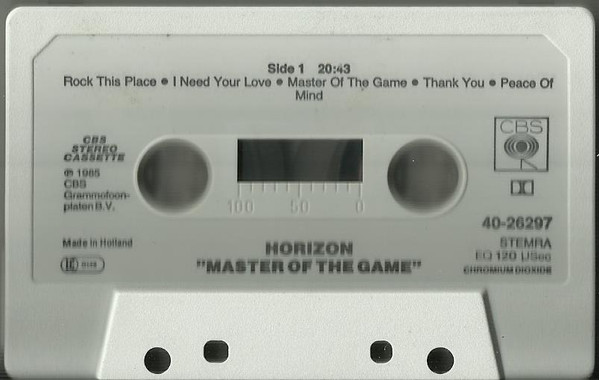 Side 1 20:43
Rock This Place • I Need Your Love • Master Of The Game • Thank You • Peace Of
Mind
CBS
STEREO
CASSETTE
℗ 1985
CBS
Grammofoon-
platen B.V.
CBS
100 50 0
40-26297
Made in Holland
HORIZON
STEMRA
"MASTER OF THE GAME"
EQ 120 USec
CHROMIUM DIOXIDE